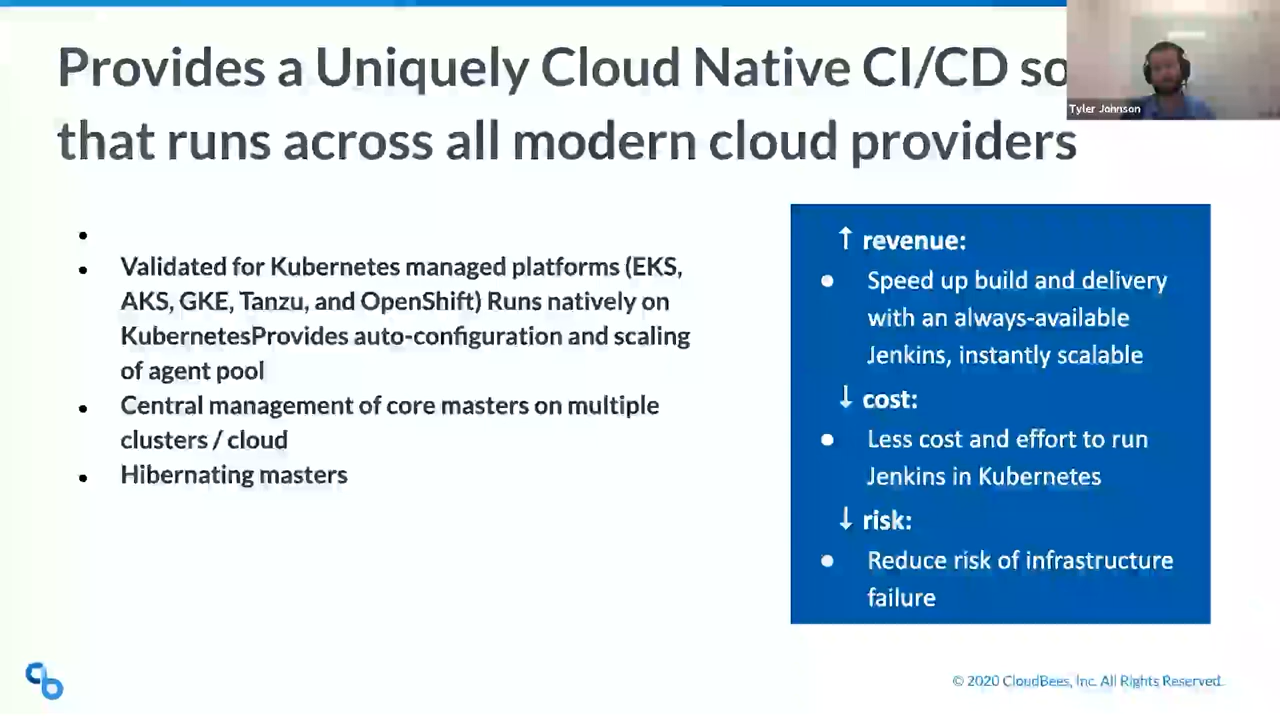 Provides a Uniquely Cloud Native CI/CD so
that runs across all modern cloud providers
Tyler Johnson
Validated for Kubernetes managed platforms (EKS,
AKS, GKE, Tanzu, and OpenShift) Runs natively on
KubernetesProvides auto-configuration and scaling
of agent pool
Central management of core masters on multiple
clusters / cloud
Hibernating masters
↑ revenue:
Speed up build and delivery
with an always-available
Jenkins, instantly scalable
↓ cost:
Less cost and effort to run
Jenkins in Kubernetes
↓ risk:
Reduce risk of infrastructure
failure
© 2020 CloudBees, Inc. All Rights Reserved.